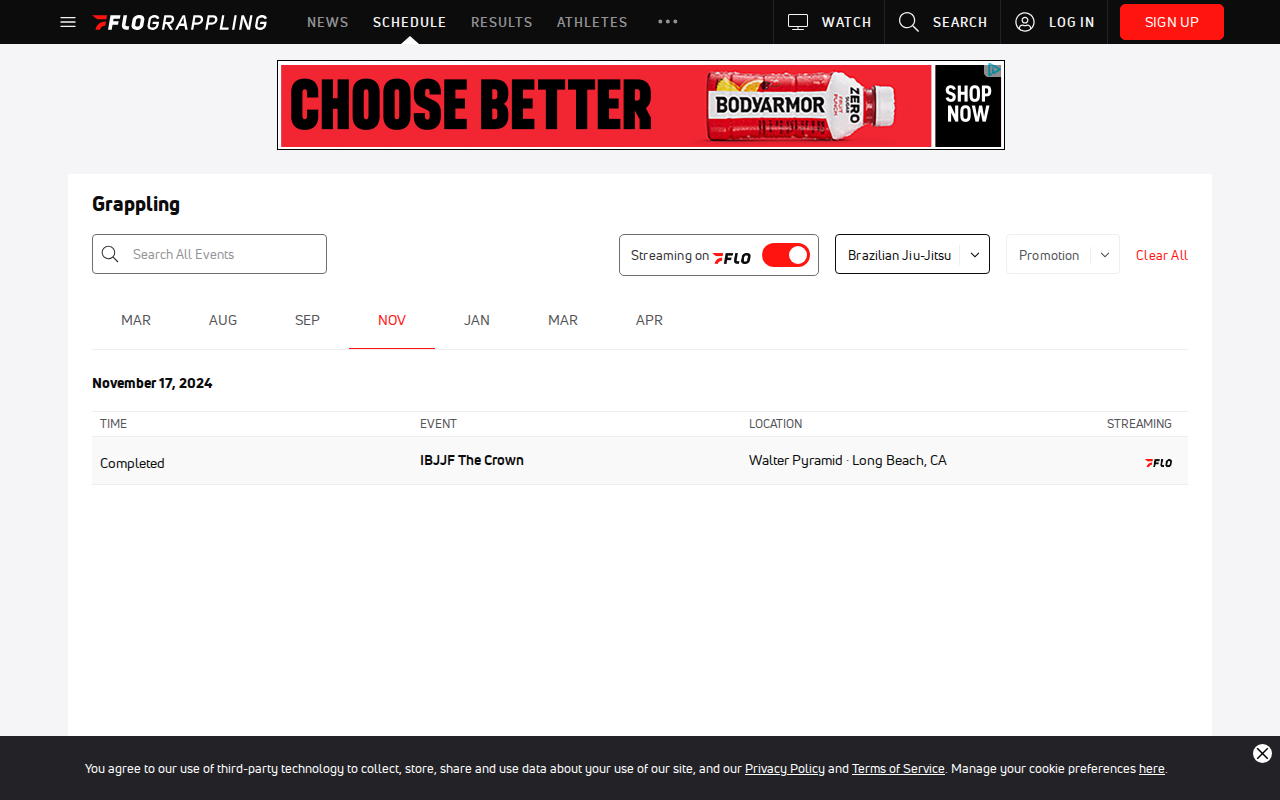 FLOGRAPPLING
NEWS
SCHEDULE
RESULTS
ATHLETES
WATCH
SEARCH
LOG IN
SIGN UP
CHOOSE BETTER
BODYARMOR
ZERO
SUGAR
FRUIT PUNCH
SHOP
NOW
Grappling
Search All Events
Streaming on FLO
Brazilian Jiu-Jitsu
Promotion
Clear All
MAR
AUG
SEP
NOV
JAN
MAR
APR
November 17, 2024
TIME
EVENT
LOCATION
STREAMING
Completed
IBJJF The Crown
Walter Pyramid · Long Beach, CA
FLO
You agree to our use of third-party technology to collect, store, share and use data about your use of our site, and our Privacy Policy and Terms of Service. Manage your cookie preferences here.